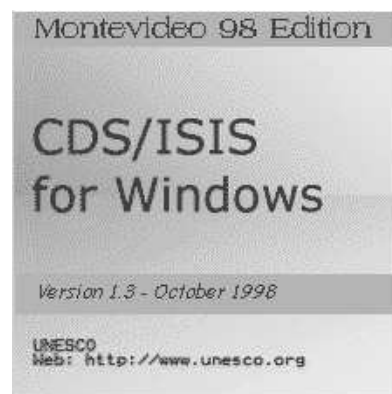 Montevideo 98 Edition
CDS/ISIS
for Windows
Version 1.3 - October 1998
UNESCO
Web: http://www.unesco.org